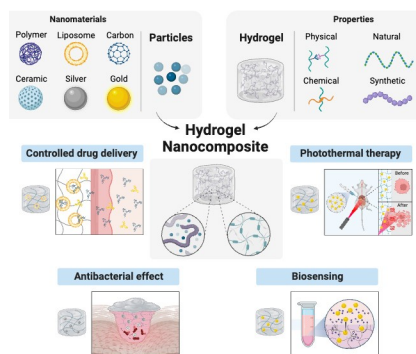 Nanomaterials
Polymer Liposome Carbon
Ceramic Silver Gold
Particles
Hydrogel
Properties
Physical Natural
Chemical Synthetic
Hydrogel
Nanocomposite
Controlled drug delivery
Photothermal therapy
Before
After
Antibacterial effect
Biosensing